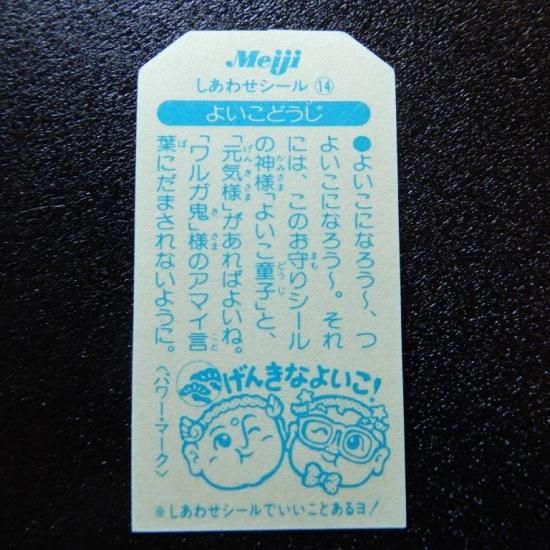 Meiji
しあわせシール⑭
よいこどうじ
●よいこになろう〜、つ
よいこになろう〜。それ
には、このお守りシール
の神様「よいこ童子」と、
「元気様」があればよいね。
「ワルガ鬼」様のアマイ言
葉にだまされないように。
げんきなよいこ!
〈パワー・マーク〉
※しあわせシールでいいことあるヨ!